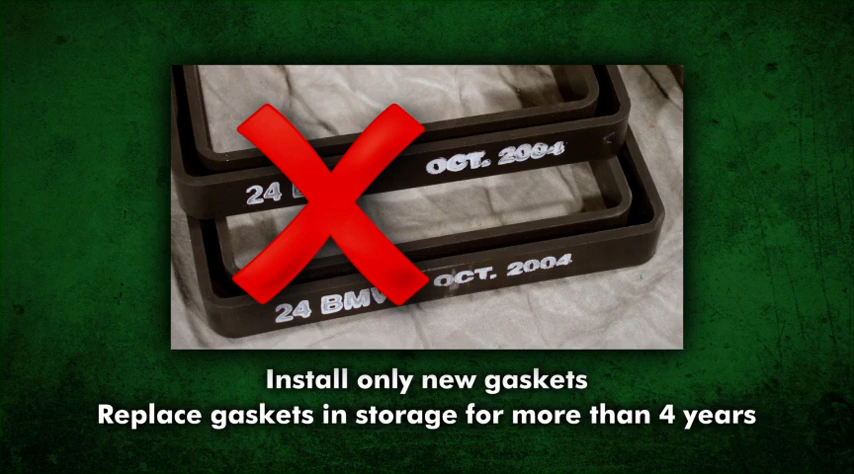 24
OCT. 2004
24 BMV
OCT. 2004
Install only new gaskets
Replace gaskets in storage for more than 4 years